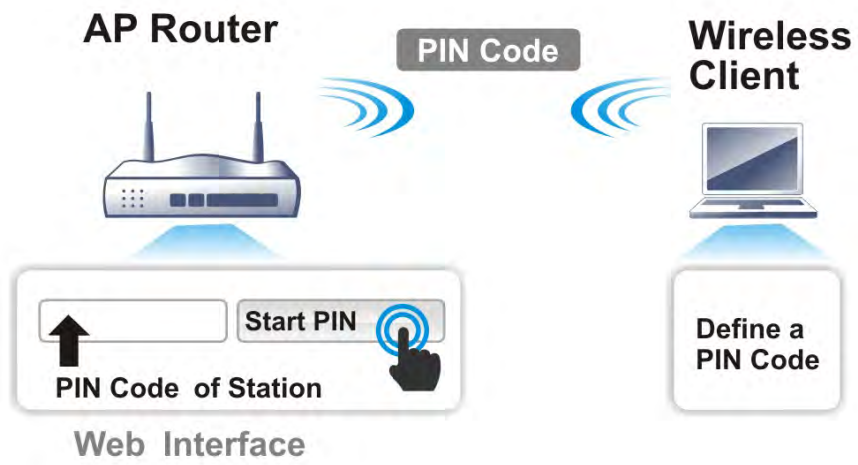 AP Router
PIN Code
Wireless
Client
Start PIN
PIN Code of Station
Define a
PIN Code
Web Interface